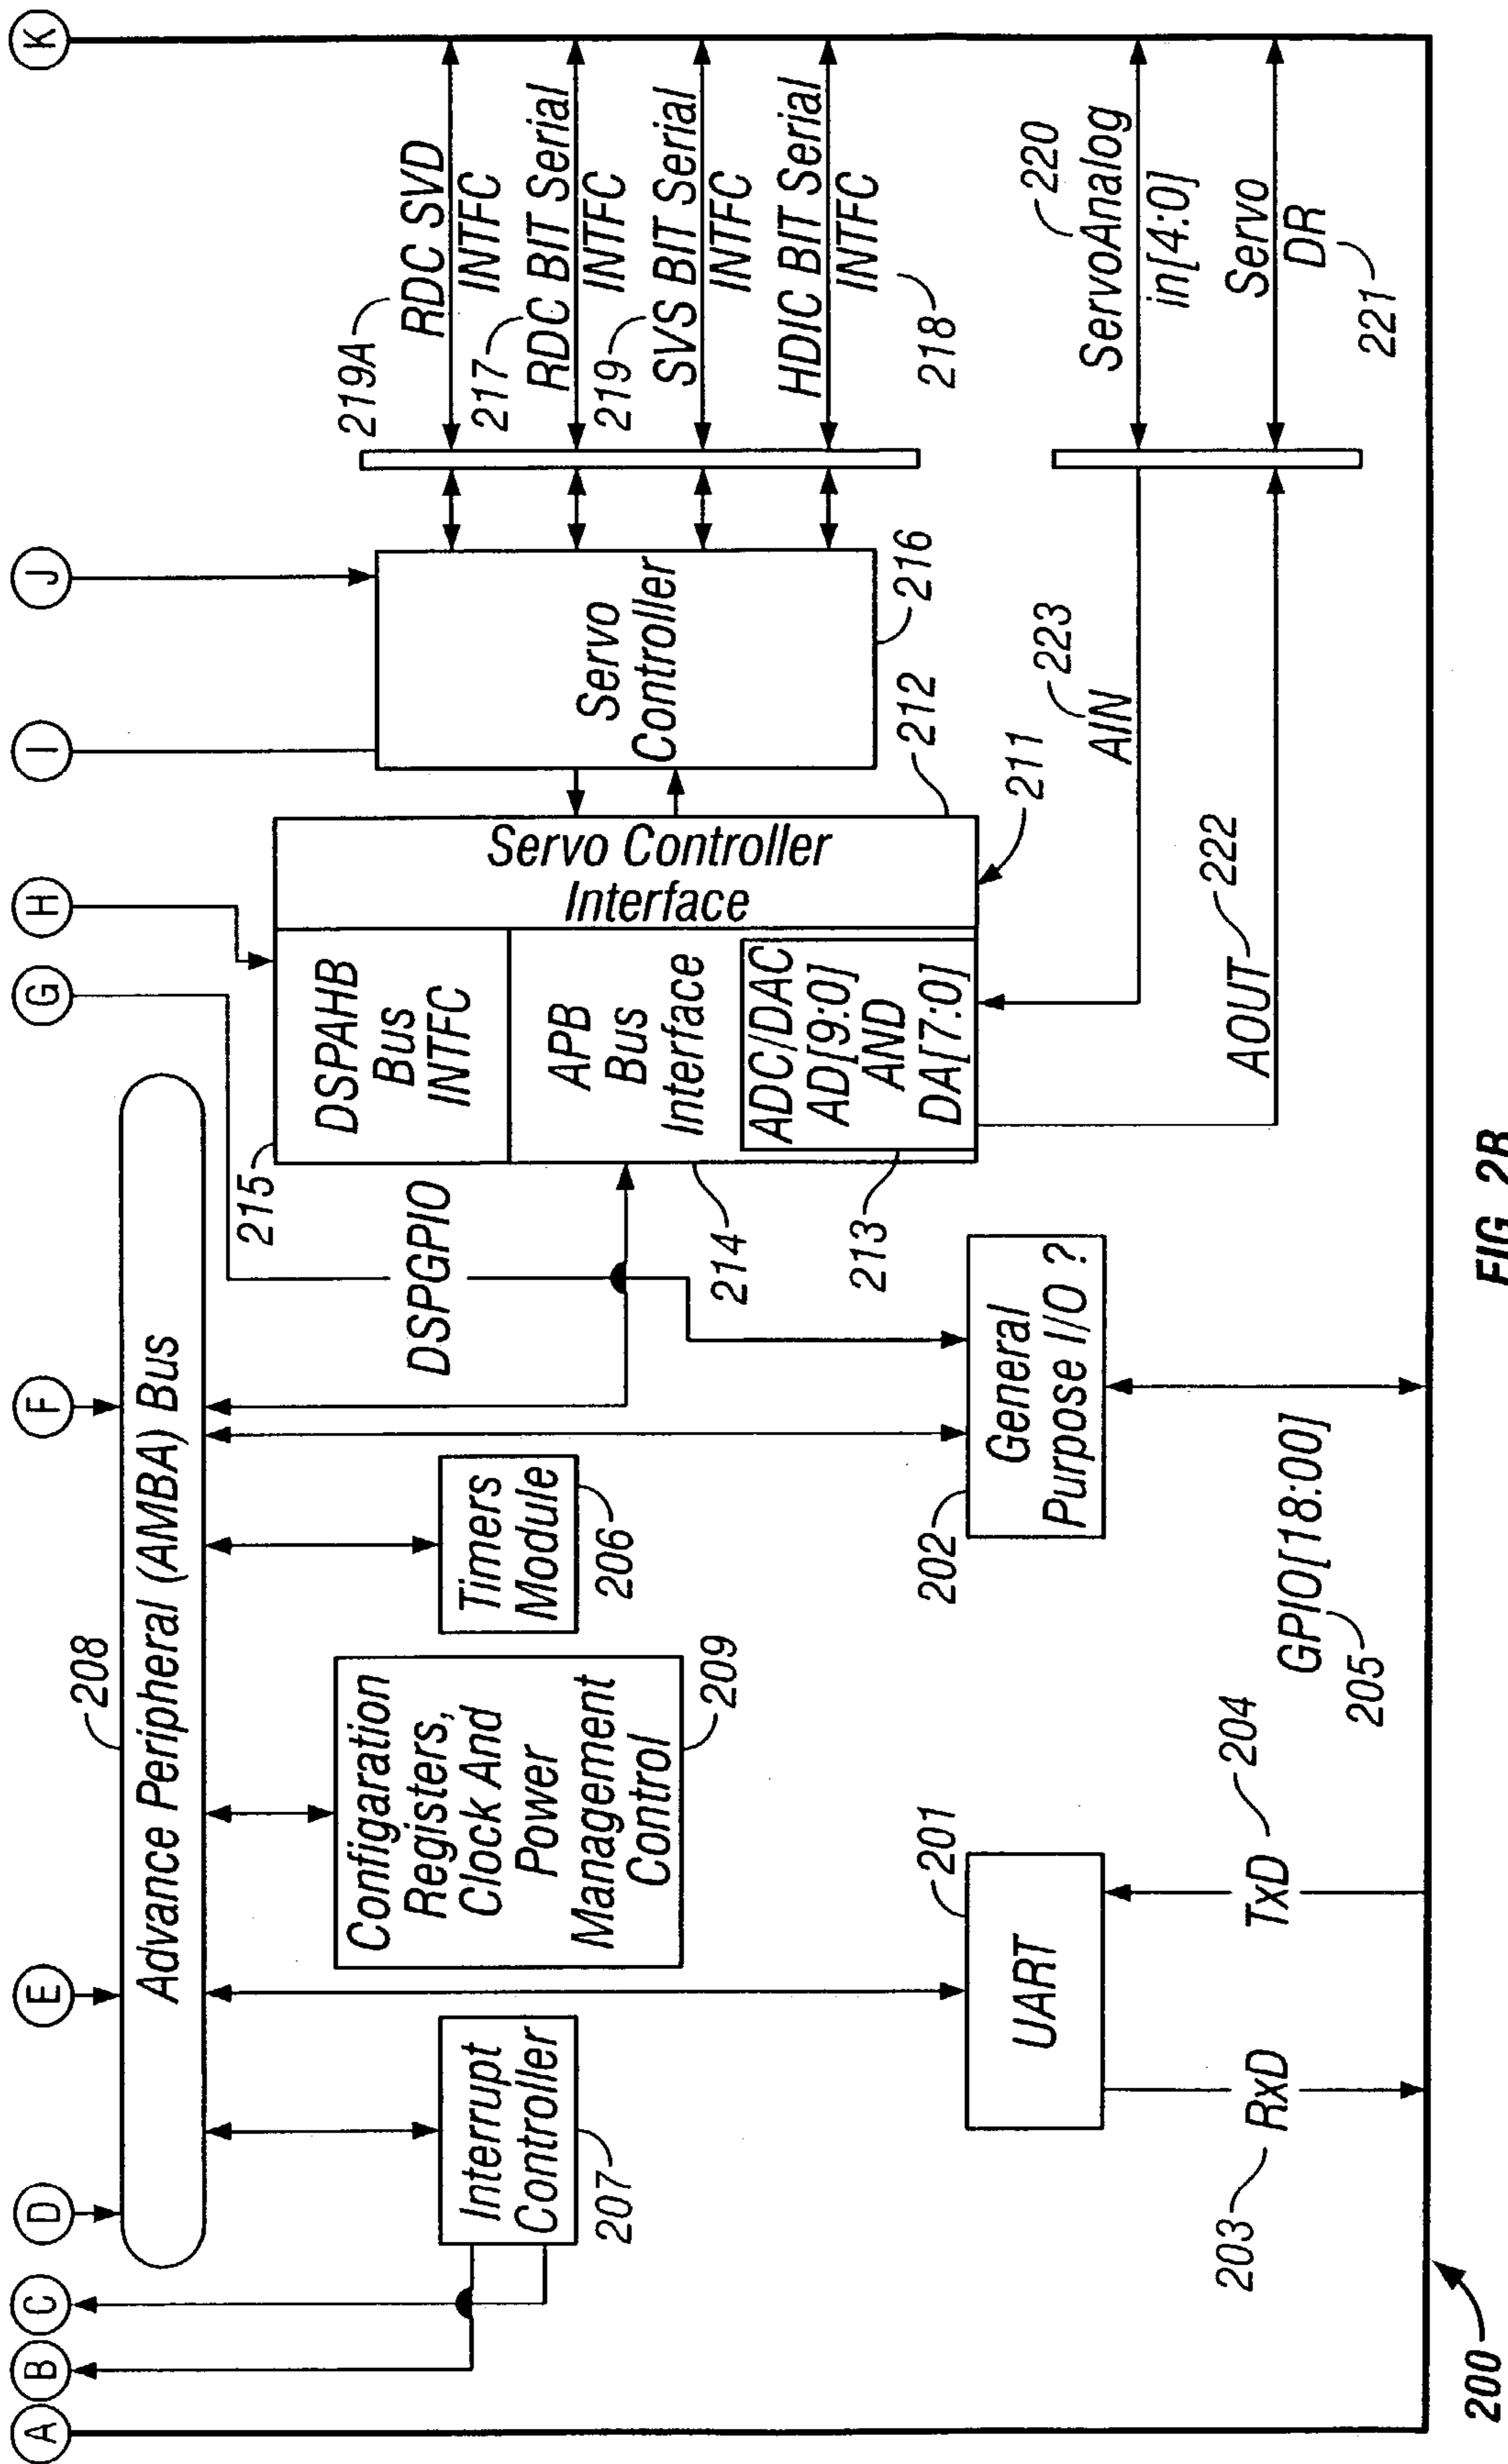 A
B
C
D
E
F
G
H
I
J
K
208
Advance Peripheral (AMBA) Bus
Interrupt
Controller
207
Configaration
Registers,
Clock And
Power
Management
Control
209
Timers
Module
206
DSPGPIO
215
DSPAHB
Bus
INTFC
APB
Bus
Interface
214
ADC/DAC
AD[9:0]
AND
DA[7:0]
213
Servo Controller
Interface
212
211
Servo
Controller
216
219A
RDC SVD
INTFC
217
RDC BIT Serial
INTFC
219
SVS BIT Serial
INTFC
HDIC BIT Serial
INTFC
218
220
ServoAnalog
in[4:0]
Servo
DR
221
AIN
223
AOUT
222
201
UART
203
RxD
TxD
204
202
General
Purpose I/O ?
GPIO[18:00]
205
200
FIG. 2B